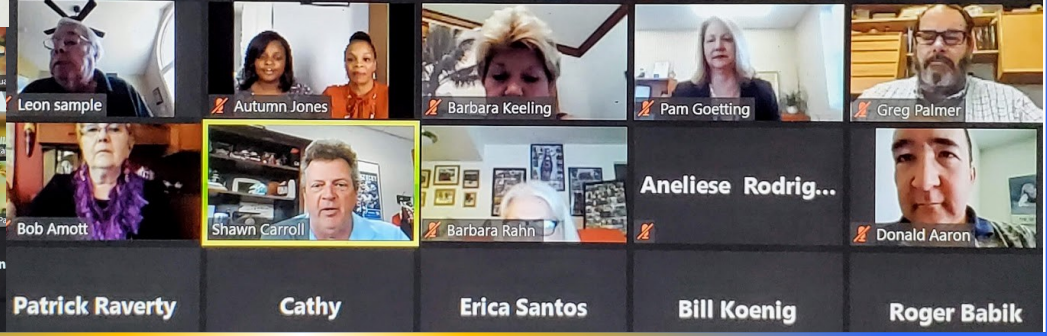 Leon sample
Autumn Jones
Barbara Keeling
Pam Goetting
Greg Palmer
Bob Amott
Shawn Carroll
Barbara Rahn
Aneliese Rodrig...
Donald Aaron
Patrick Raverty
Cathy
Erica Santos
Bill Koenig
Roger Babik